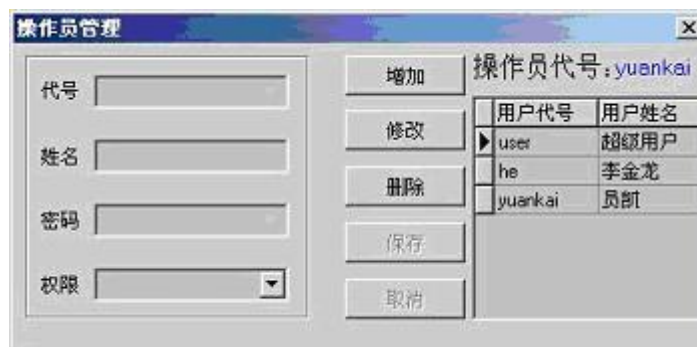 操作员管理
代号
姓名
密码
权限
增加
修改
删除
保存
取消
操作员代号:yuankai
用户代号 用户姓名
user 超级用户
he 李金龙
yuankai 员凯